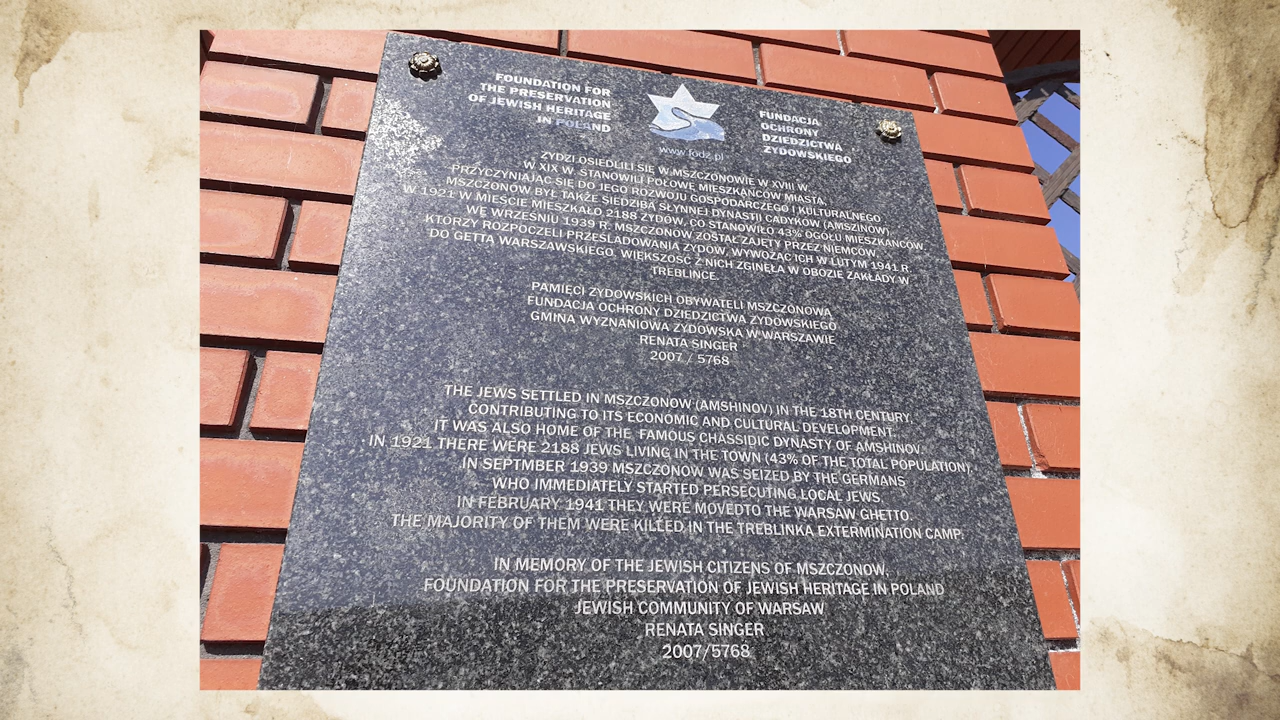 FOUNDATION FOR
THE PRESERVATION
OF JEWISH HERITAGE
IN POLAND
www.fodz.pl
FUNDACJA
OCHRONY
DZIEDZICTWA
ŻYDOWSKIEGO
ŻYDZI OSIEDLILI SIĘ W MSZCZONOWIE W XVIII W.
W XIX W. STANOWILI POŁOWĘ MIESZKAŃCÓW MIASTA,
PRZYCZYNIAJĄC SIĘ DO JEGO ROZWOJU GOSPODARCZEGO I KULTURALNEGO.
MSZCZONÓW BYŁ TAKŻE SIEDZIBĄ SŁYNNEJ DYNASTII CADYKÓW (AMSZINÓW).
W 1921 W MIEŚCIE MIESZKAŁO 2188 ŻYDÓW, CO STANOWIŁO 43% OGÓŁU MIESZKAŃCÓW.
WE WRZEŚNIU 1939 R. MSZCZONÓW ZOSTAŁ ZAJĘTY PRZEZ NIEMCÓW,
KTÓRZY ROZPOCZĘLI PRZEŚLADOWANIA ŻYDÓW, WYWOŻĄC ICH W LUTYM 1941 R.
DO GETTA WARSZAWSKIEGO, WIĘKSZOŚĆ Z NICH ZGINĘŁA W OBOZIE ZAKŁADY W
TREBLINCE.
PAMIĘCI ŻYDOWSKICH OBYWATELI MSZCZONOWA
FUNDACJA OCHRONY DZIEDZICTWA ŻYDOWSKIEGO
GMINA WYZNANIOWA ŻYDOWSKA W WARSZAWIE
RENATA SINGER
2007 / 5768
THE JEWS SETTLED IN MSZCZONOW (AMSHINOV) IN THE 18TH CENTURY,
CONTRIBUTING TO ITS ECONOMIC AND CULTURAL DEVELOPMENT.
IT WAS ALSO HOME OF THE FAMOUS CHASSIDIC DYNASTY OF AMSHINOV.
IN 1921 THERE WERE 2188 JEWS LIVING IN THE TOWN (43% OF THE TOTAL POPULATION).
IN SEPTMBER 1939 MSZCZONOW WAS SEIZED BY THE GERMANS
WHO IMMEDIATELY STARTED PERSECUTING LOCAL JEWS.
IN FEBRUARY 1941 THEY WERE MOVEDTO THE WARSAW GHETTO.
THE MAJORITY OF THEM WERE KILLED IN THE TREBLINKA EXTERMINATION CAMP.
IN MEMORY OF THE JEWISH CITIZENS OF MSZCZONOW,
FOUNDATION FOR THE PRESERVATION OF JEWISH HERITAGE IN POLAND
JEWISH COMMUNITY OF WARSAW
RENATA SINGER
2007/5768